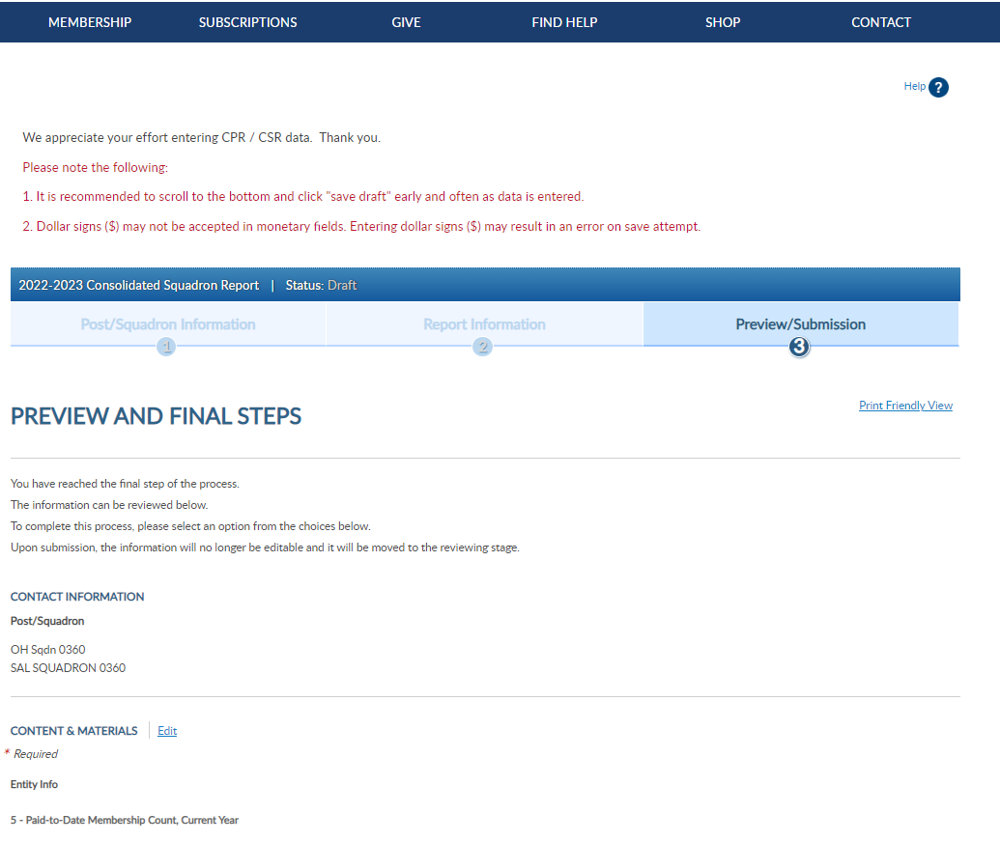 MEMBERSHIP SUBSCRIPTIONS GIVE FIND HELP SHOP CONTACT
Help ?
We appreciate your effort entering CPR / CSR data. Thank you.
Please note the following:
1. It is recommended to scroll to the bottom and click "save draft" early and often as data is entered.
2. Dollar signs ($) may not be accepted in monetary fields. Entering dollar signs ($) may result in an error on save attempt.
2022-2023 Consolidated Squadron Report | Status: Draft
Post/Squadron Information Report Information Preview/Submission
1 2 3
PREVIEW AND FINAL STEPS
Print Friendly View
You have reached the final step of the process.
The information can be reviewed below.
To complete this process, please select an option from the choices below.
Upon submission, the information will no longer be editable and it will be moved to the reviewing stage.
CONTACT INFORMATION
Post/Squadron
OH Sqdn 0360
SAL SQUADRON 0360
CONTENT & MATERIALS Edit
* Required
Entity Info
5 - Paid-to-Date Membership Count, Current Year